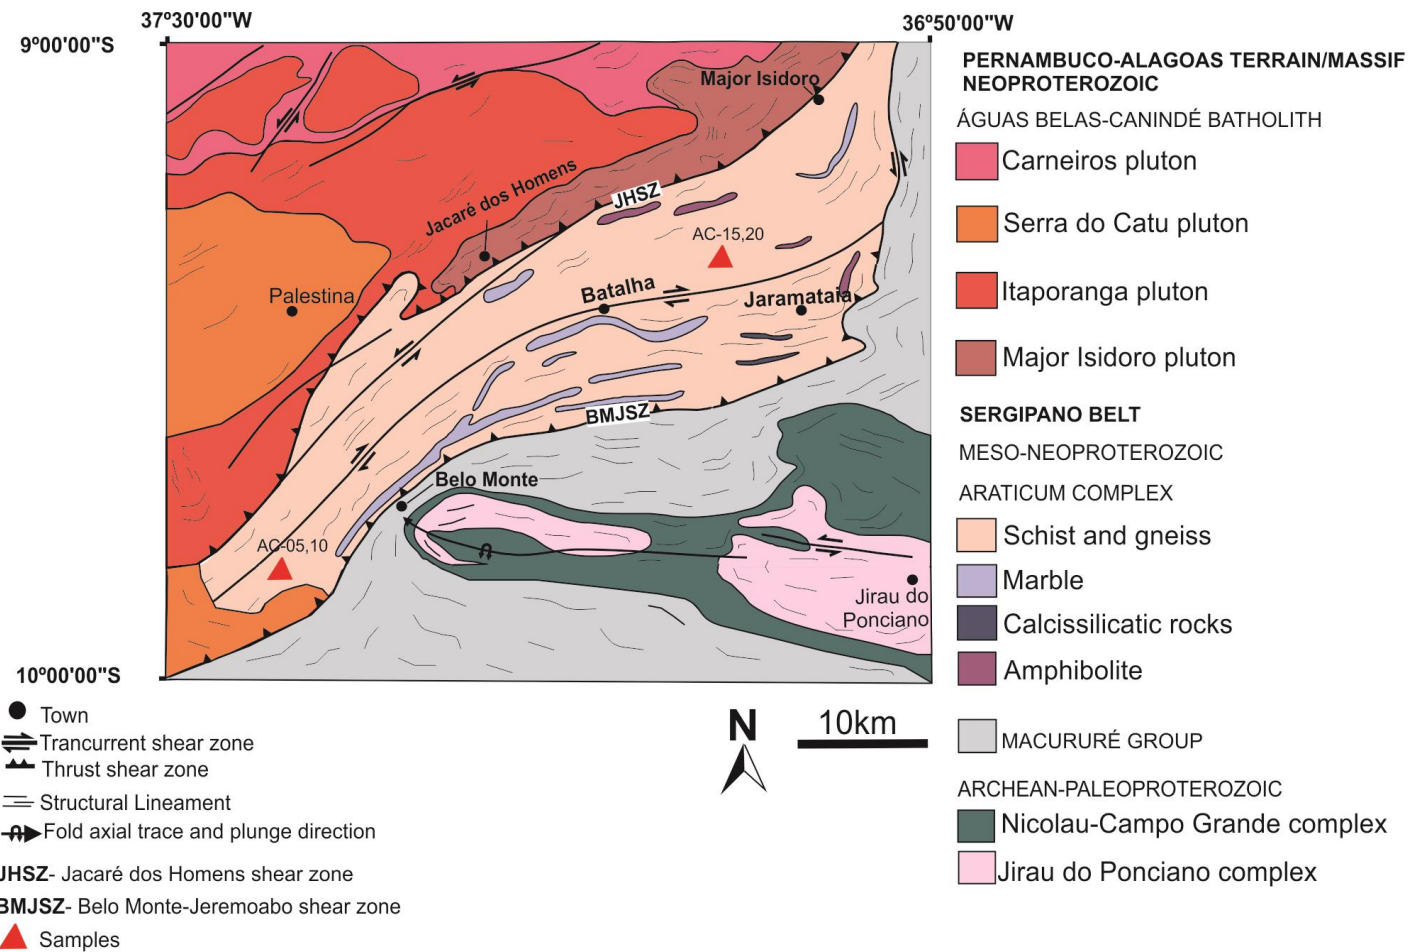 37º30'00"W
36º50'00"W
9º00'00"S
10º00'00"S
Major Isidoro
Jacaré dos Homens
JHSZ
AC-15,20
Palestina
Batalha
Jaramataia
BMJSZ
Belo Monte
AC-05,10
Jirau do
Ponciano
PERNAMBUCO-ALAGOAS TERRAIN/MASSIF
NEOPROTEROZOIC
ÁGUAS BELAS-CANINDÉ BATHOLITH
Carneiros pluton
Serra do Catu pluton
Itaporanga pluton
Major Isidoro pluton
SERGIPANO BELT
MESO-NEOPROTEROZOIC
ARATICUM COMPLEX
Schist and gneiss
Marble
Calcissilicatic rocks
Amphibolite
MACURURÉ GROUP
ARCHEAN-PALEOPROTEROZOIC
Nicolau-Campo Grande complex
Jirau do Ponciano complex
Town
Trancurrent shear zone
Thrust shear zone
Structural Lineament
Fold axial trace and plunge direction
JHSZ- Jacaré dos Homens shear zone
BMJSZ- Belo Monte-Jeremoabo shear zone
Samples
N
10km